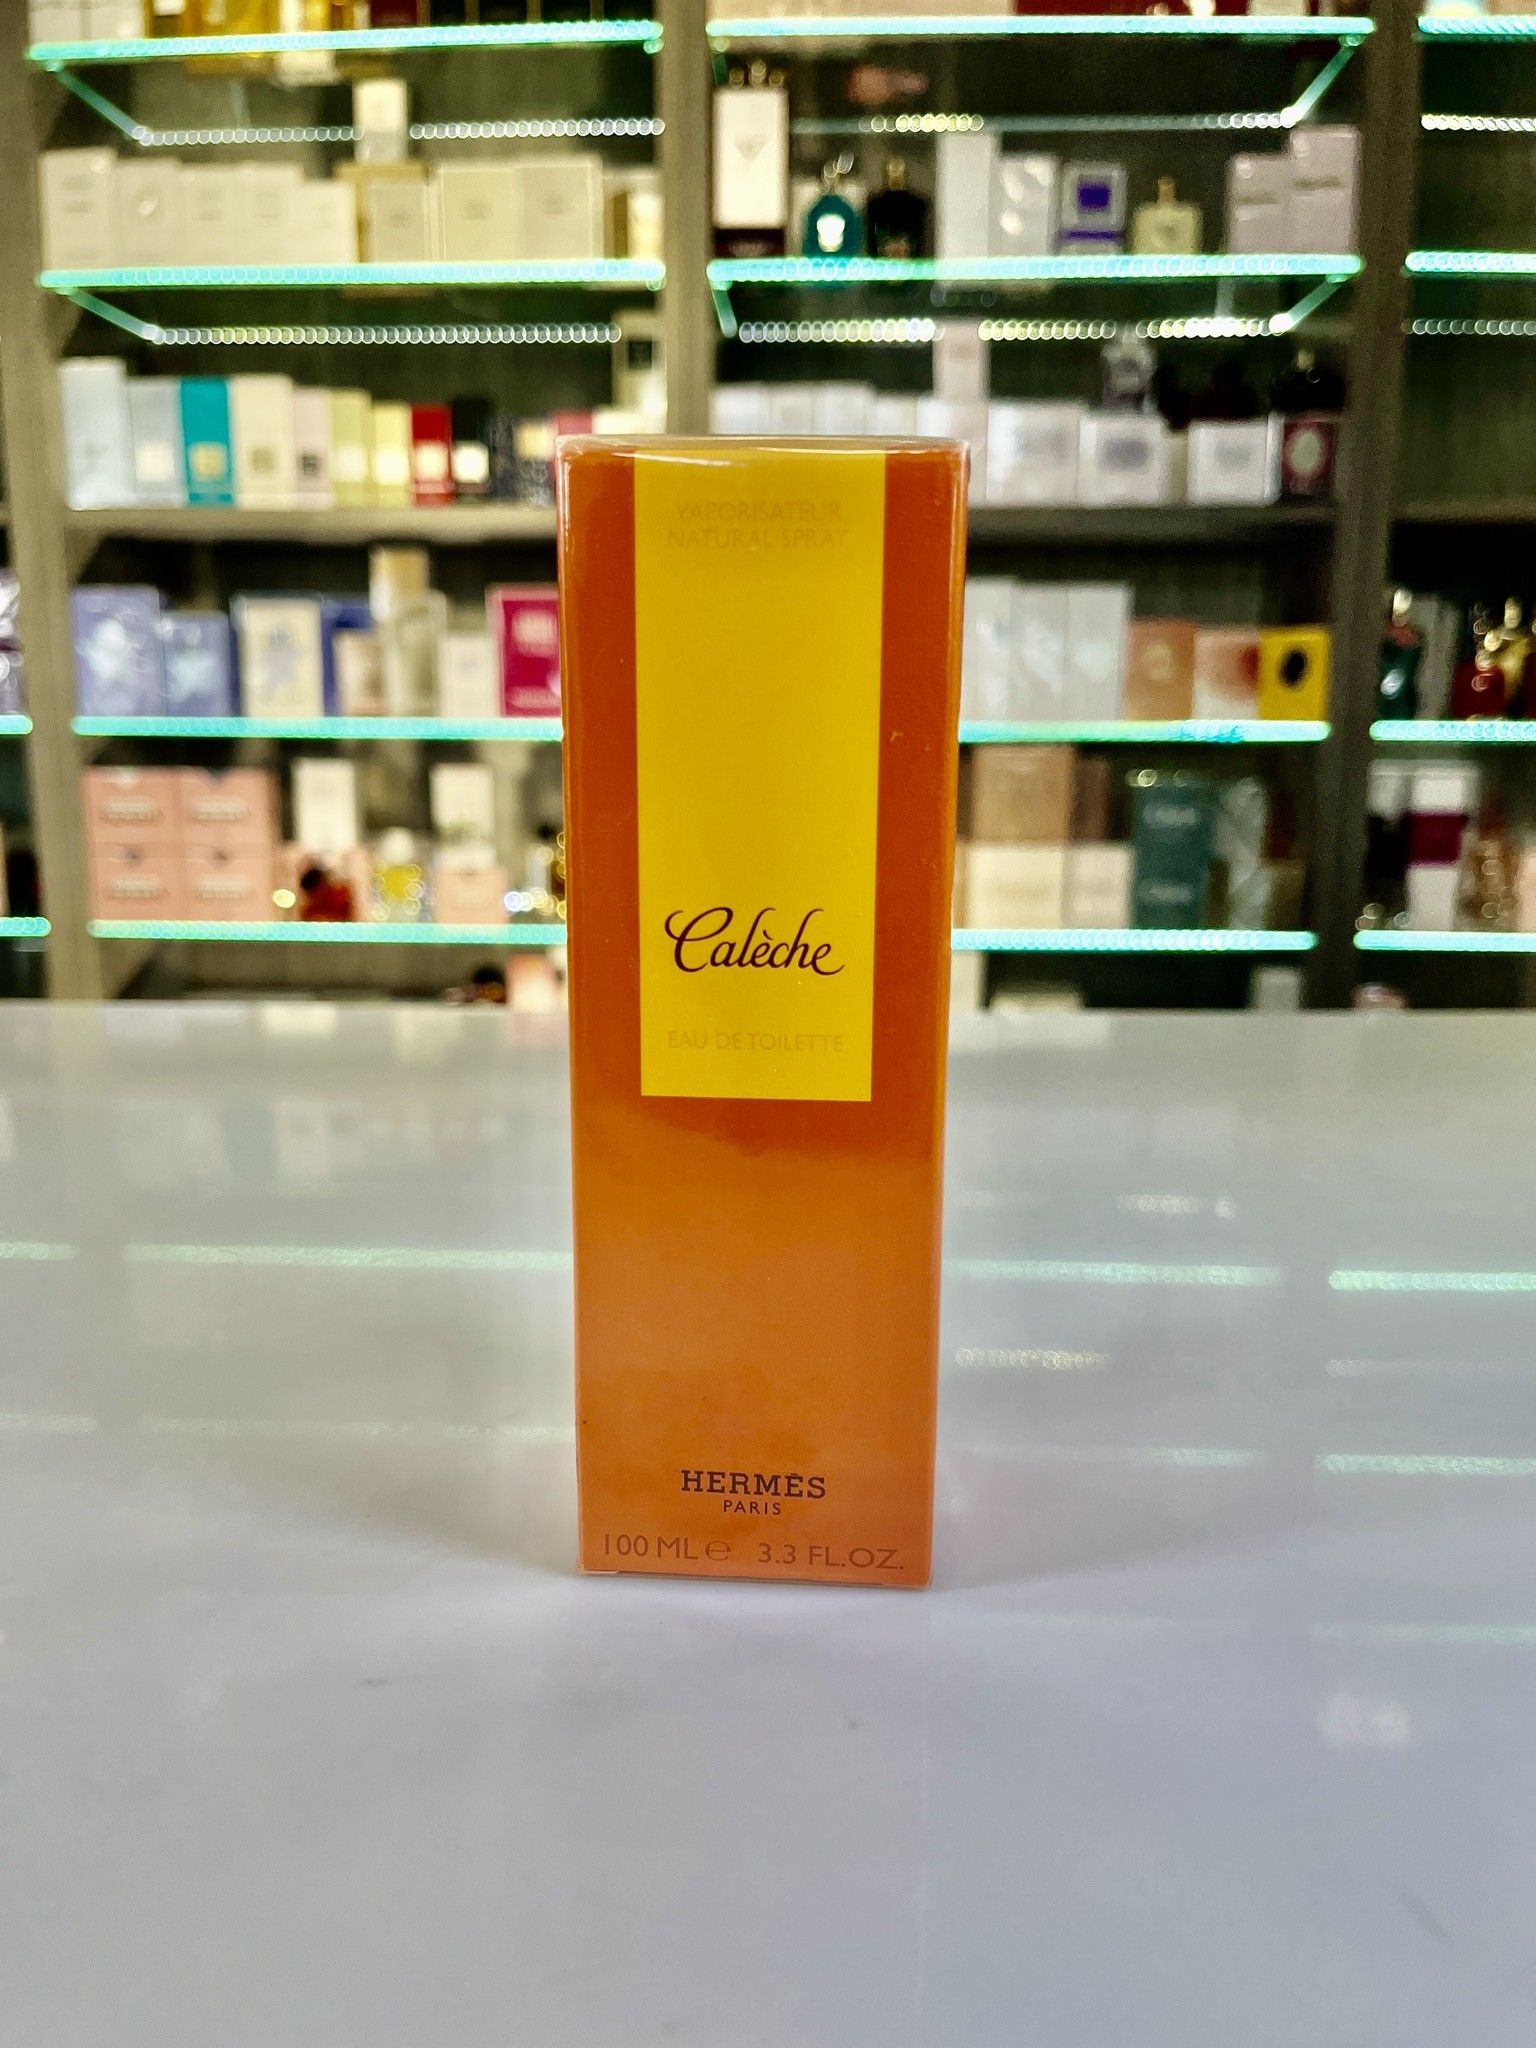 VAPORISATEUR
NATURAL SPRAY
Calèche
EAU DE TOILETTE
HERMÈS
PARIS
100 ML ℮ 3.3 FL.OZ.